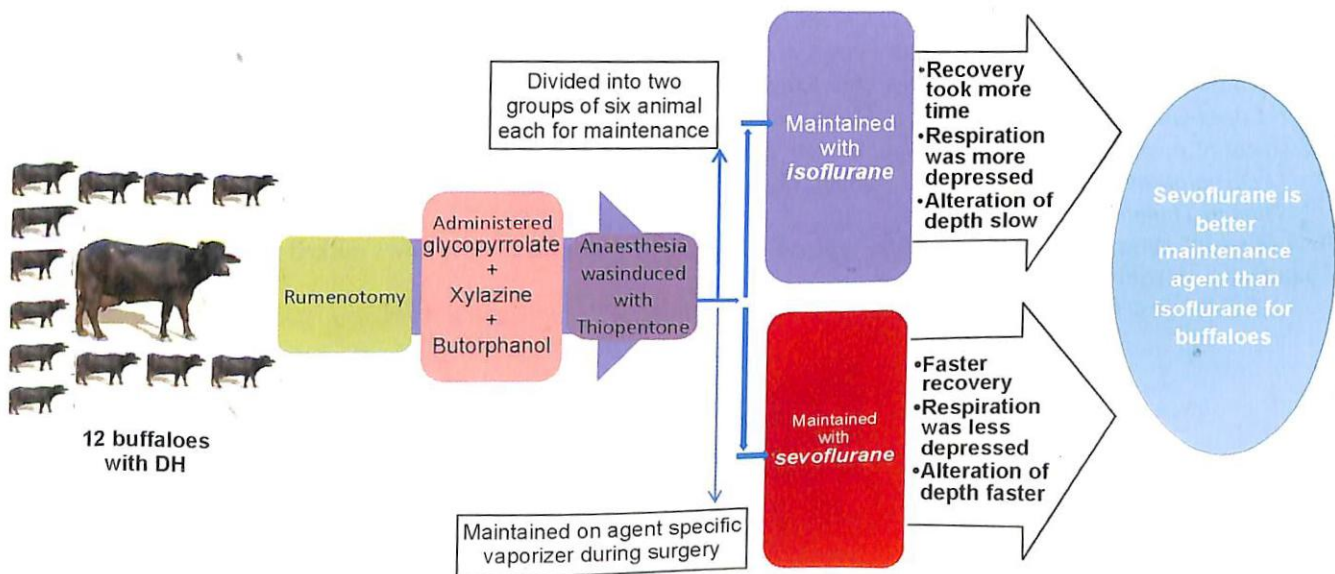 12 buffaloes
with DH
Rumenotomy
Administered
glycopyrrolate
+
Xylazine
+
Butorphanol
Anaesthesia
wasinduced
with
Thiopentone
Divided into two
groups of six animal
each for maintenance
Maintained on agent specific
vaporizer during surgery
Maintained
with
isoflurane
•Recovery
took more
time
•Respiration
was more
depressed
•Alteration of
depth slow
Maintained
with
sevoflurane
•Faster
recovery
•Respiration
was less
depressed
•Alteration of
depth faster
Sevoflurane is
better
maintenance
agent than
isoflurane for
buffaloes